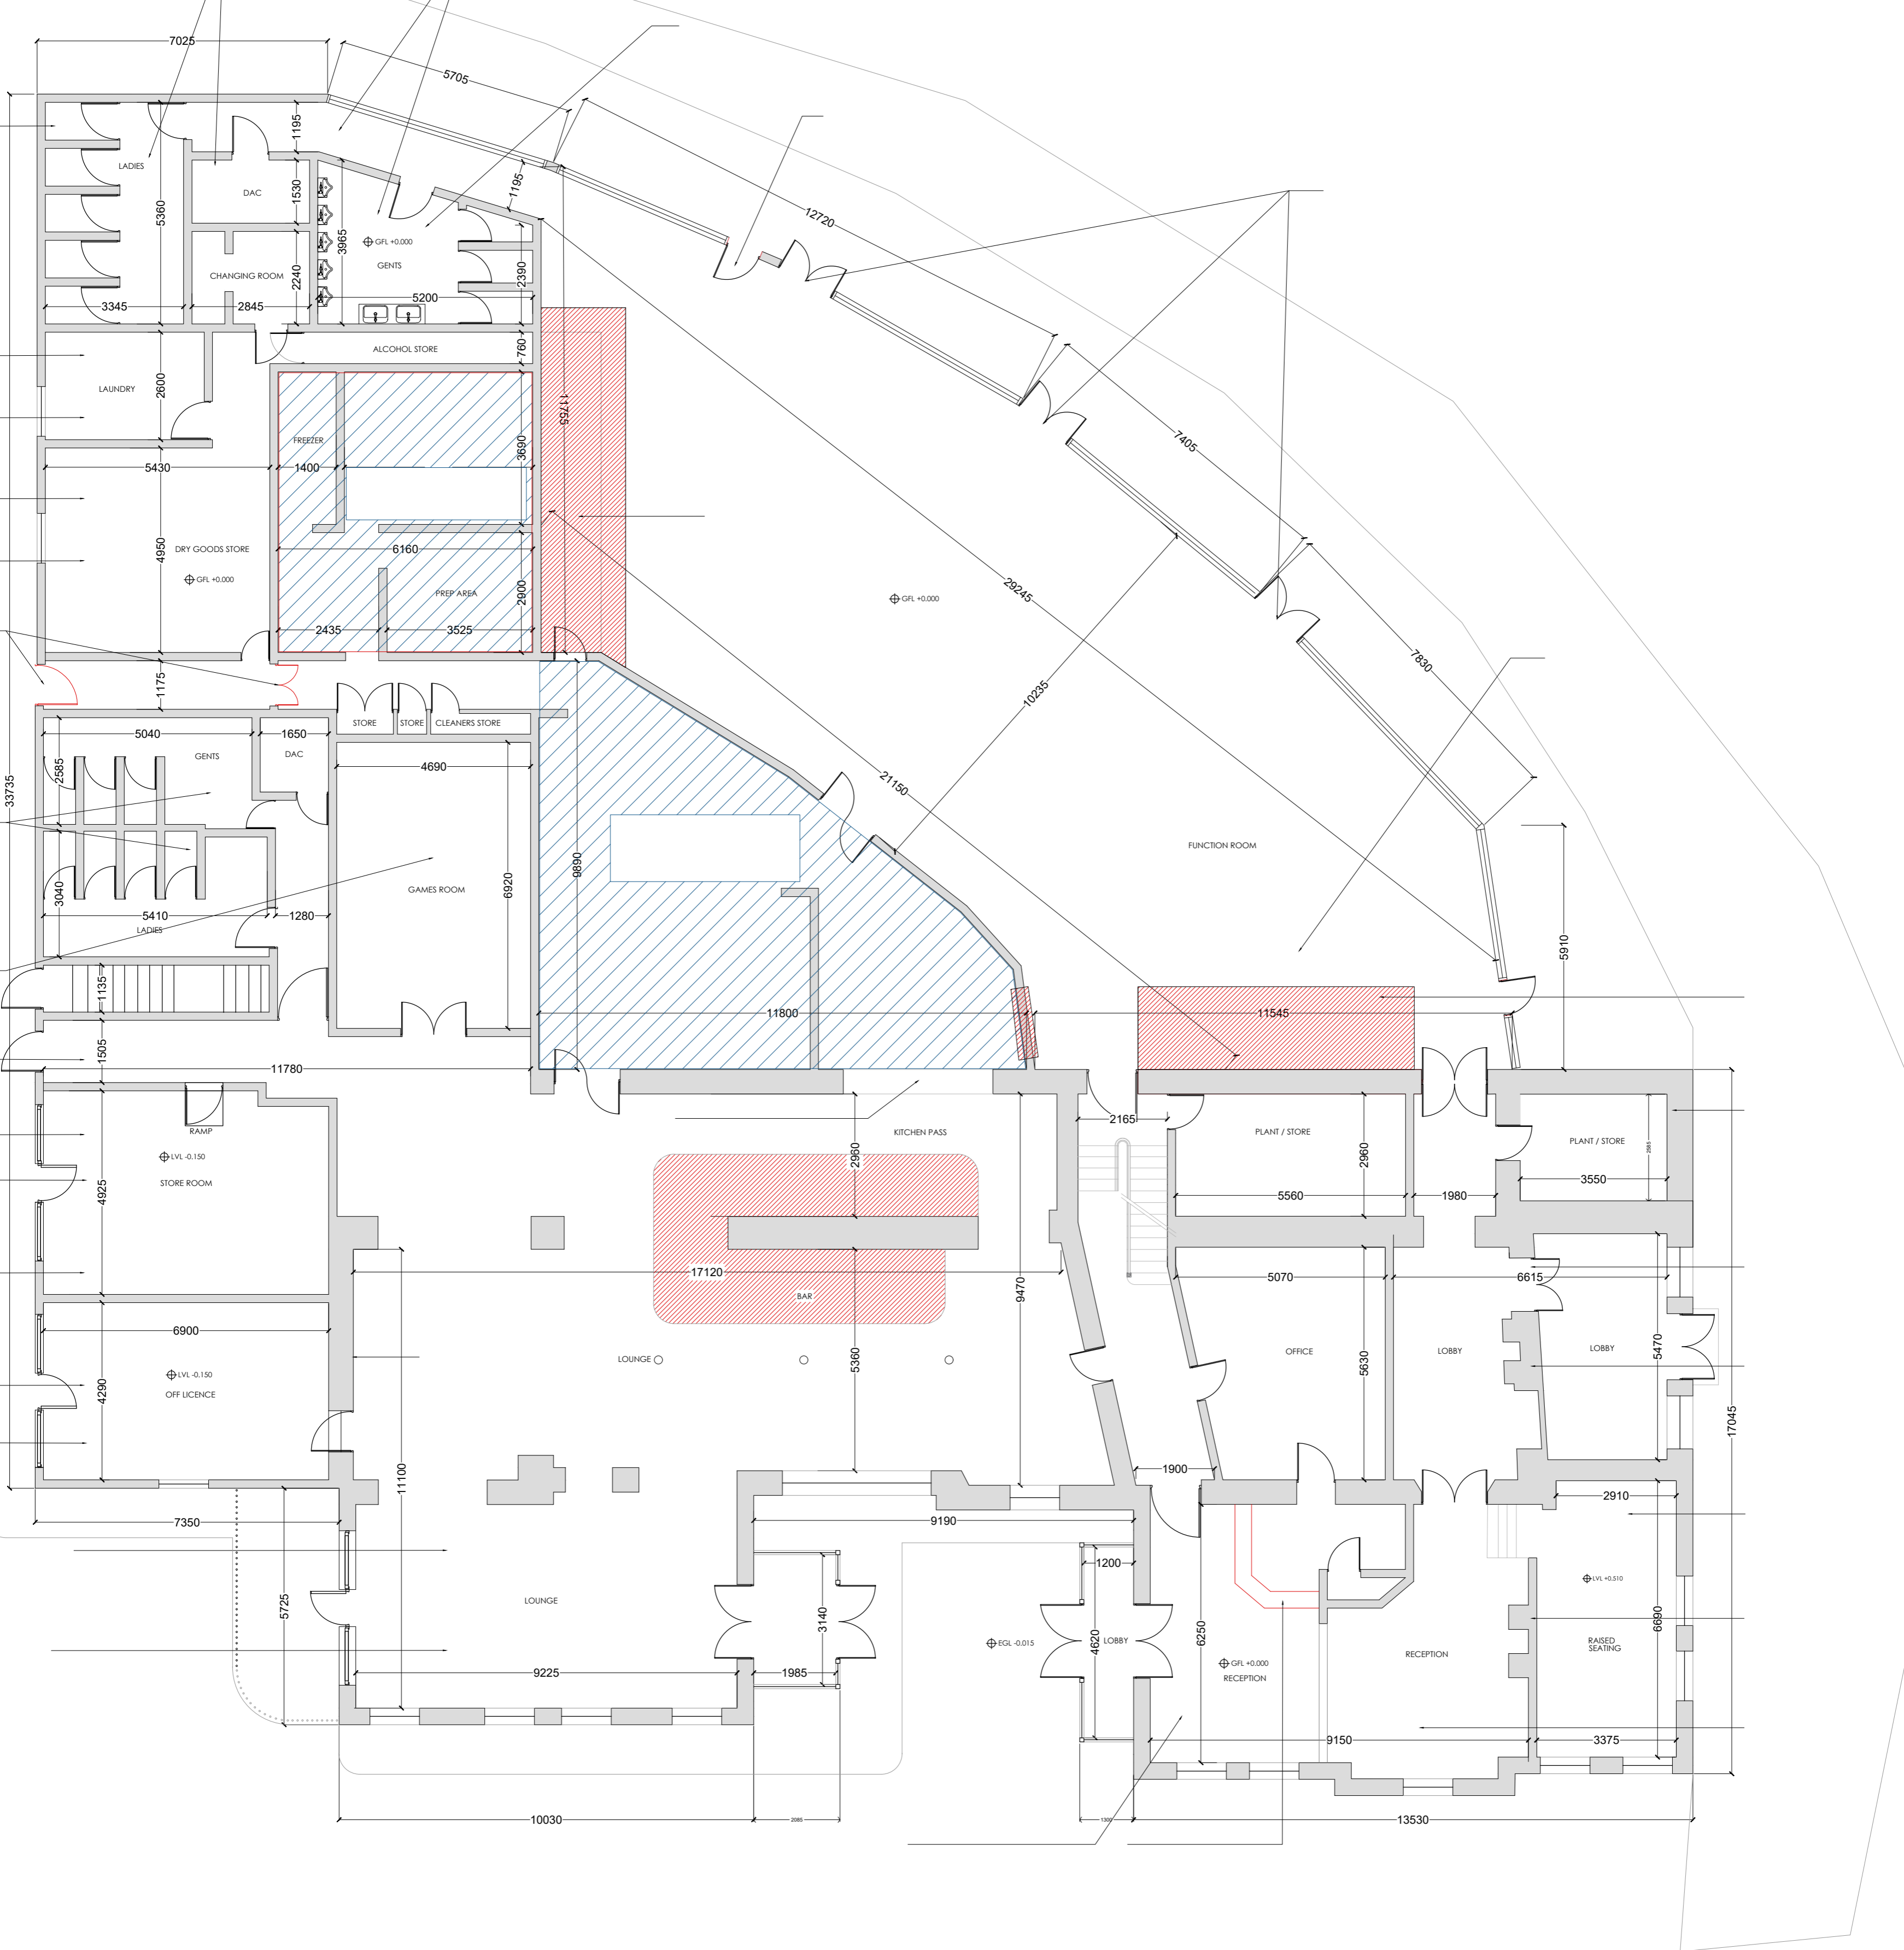 7025
5705
1195
LADIES
5360
DAC
1530
3965
1195
12720
GFL +0.000
GENTS
CHANGING ROOM
2240
2390
3345
2845
5200
ALCOHOL STORE
760
LAUNDRY
2600
11755
7405
FREEZER
3690
5430
1400
DRY GOODS STORE
4950
6160
GFL +0.000
PREP AREA
2900
29245
GFL +0.000
2435
3525
7830
1175
10235
STORE
STORE
CLEANERS STORE
5040
1650
GENTS
DAC
2585
4690
33735
21150
FUNCTION ROOM
9890
GAMES ROOM
6920
3040
5410
1280
LADIES
5910
1135
11800
11545
1505
11780
2165
RAMP
KITCHEN PASS
PLANT / STORE
PLANT / STORE
2960
2960
2585
LVL -0.150
STORE ROOM
4925
5560
1980
3550
17120
5070
6615
BAR
9470
6900
LOUNGE
5360
OFFICE
5630
LOBBY
LOBBY
5470
LVL -0.150
OFF LICENCE
4290
17045
11100
1900
2910
7350
9190
1200
LVL +0.510
5725
LOUNGE
3140
EGL -0.015
4620
LOBBY
6250
GFL +0.000
RECEPTION
RECEPTION
RAISED
SEATING
6690
9225
1985
9150
3375
10030
2085
1300
13530